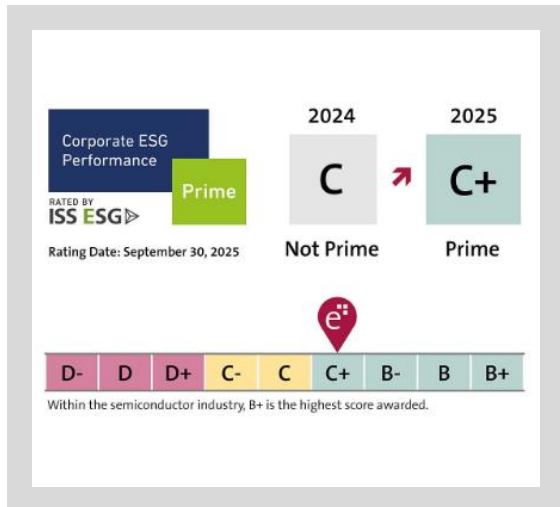 Corporate ESG
Performance
Prime
RATED BY
ISS ESG
Rating Date: September 30, 2025
2024
2025
C
C+
Not Prime
Prime
e
D-
D
D+
C-
C
C+
B-
B
B+
Within the semiconductor industry, B+ is the highest score awarded.